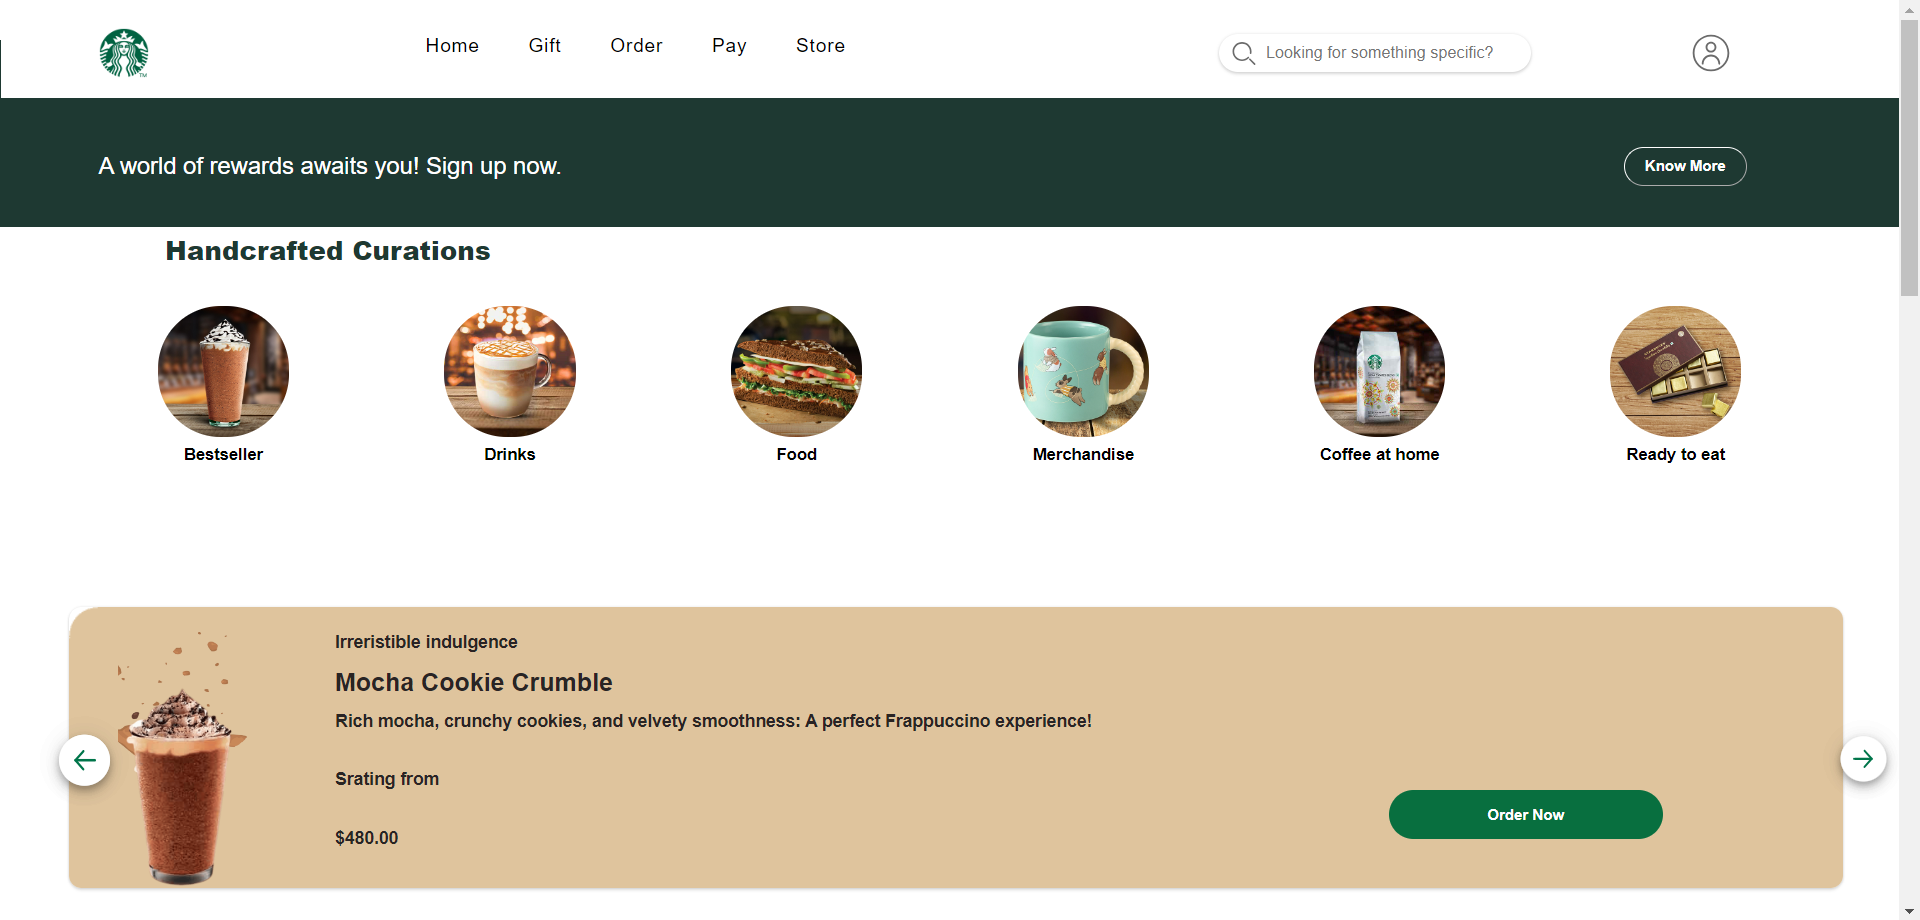 Home Gift Order Pay Store
Looking for something specific?
A world of rewards awaits you! Sign up now.
Know More
Handcrafted Curations
Bestseller
Drinks
Food
Merchandise
Coffee at home
Ready to eat
Irreristible indulgence
Mocha Cookie Crumble
Rich mocha, crunchy cookies, and velvety smoothness: A perfect Frappuccino experience!
Srating from
$480.00
Order Now